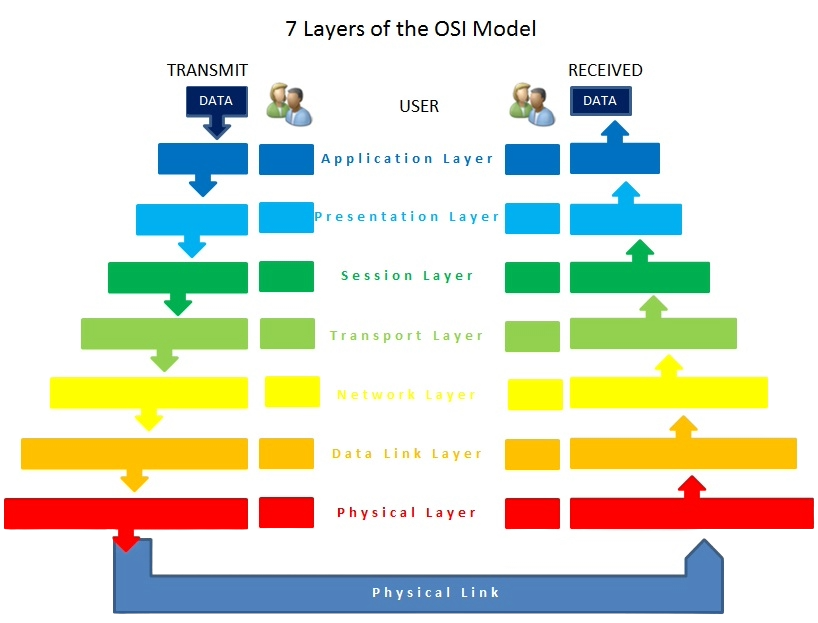 7 Layers of the OSI Model
TRANSMIT
RECEIVED
DATA
USER
DATA
Application Layer
Presentation Layer
Session Layer
Transport Layer
Network Layer
Data Link Layer
Physical Layer
Physical Link